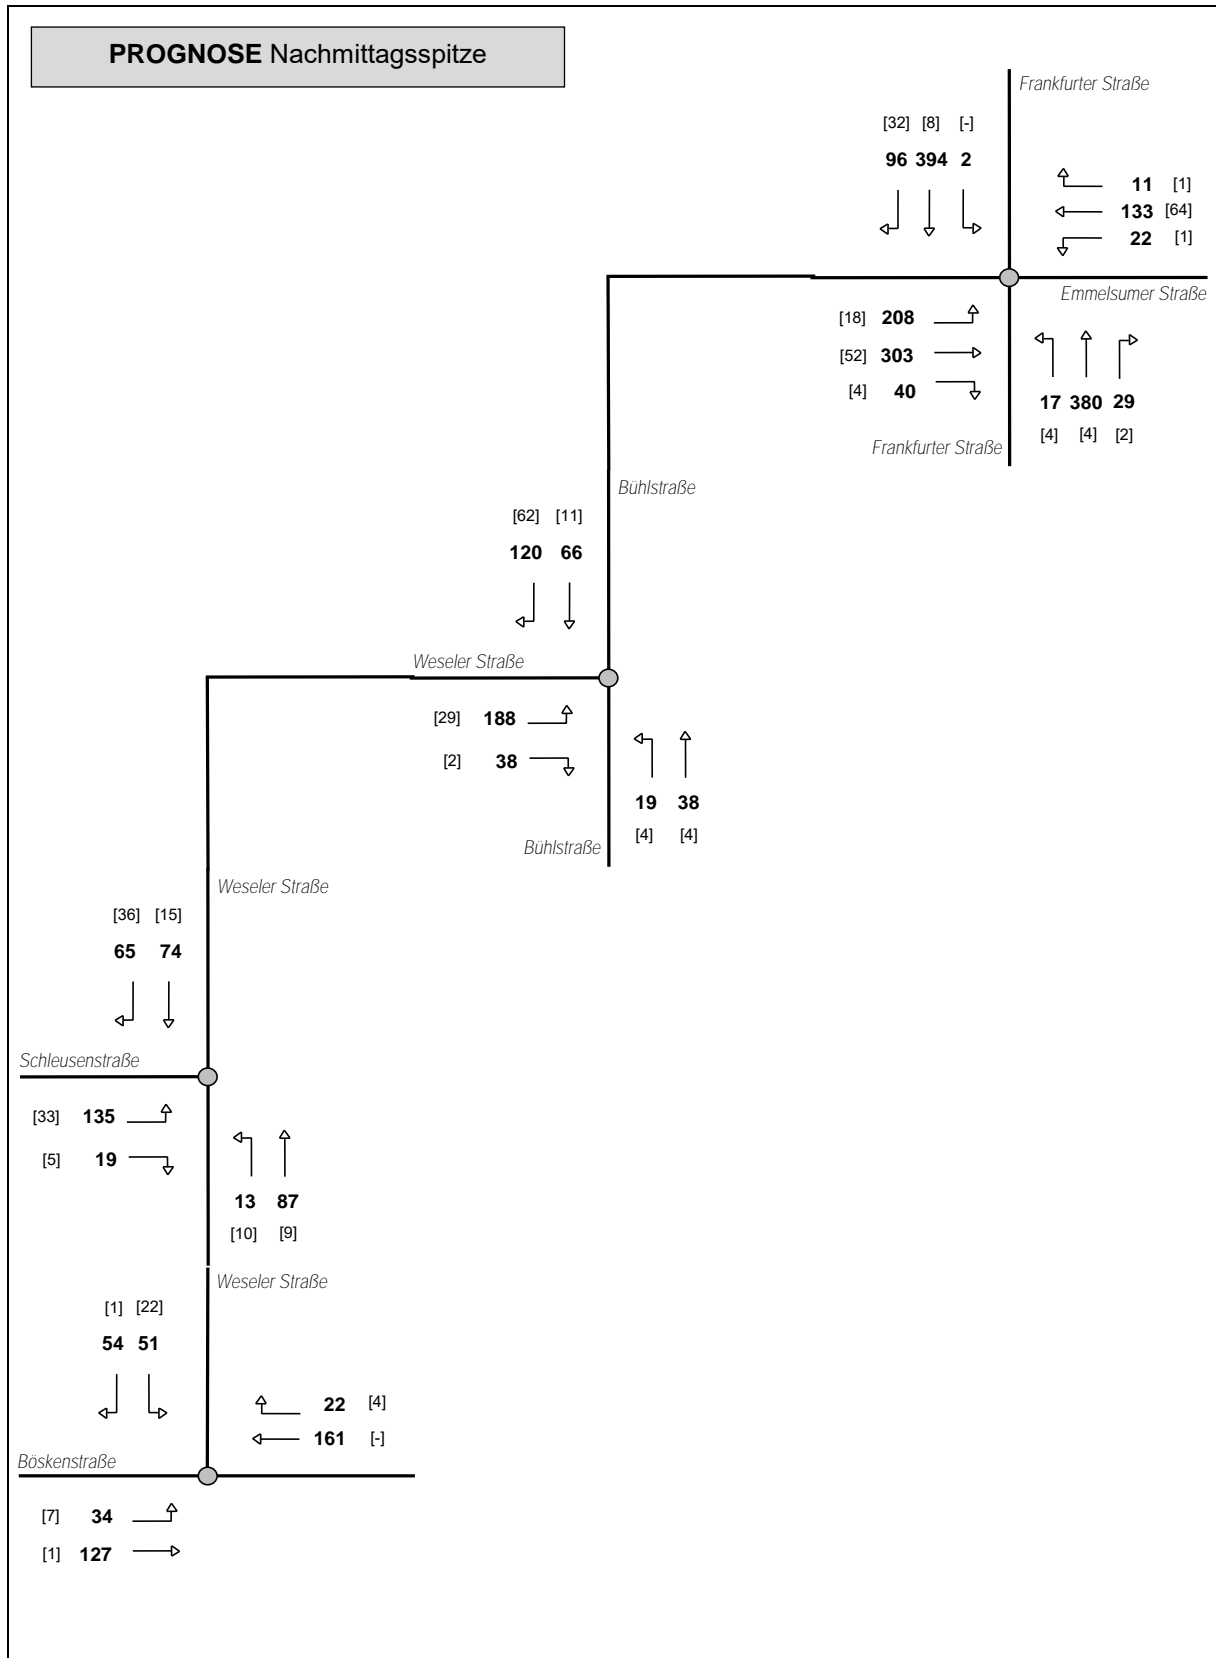 PROGNOSE Nachmittagsspitze
Frankfurter Straße
[32] [8] [-]
96 394 2
11 [1]
133 [64]
22 [1]
Emmelsumer Straße
[18] 208
[52] 303
[4] 40
17 380 29
[4] [4] [2]
Frankfurter Straße
Bühlstraße
[62] [11]
120 66
Weseler Straße
[29] 188
[2] 38
19 38
[4] [4]
Bühlstraße
Weseler Straße
[36] [15]
65 74
Schleusenstraße
[33] 135
[5] 19
13 87
[10] [9]
Weseler Straße
[1] [22]
54 51
22 [4]
161 [-]
Böskenstraße
[7] 34
[1] 127